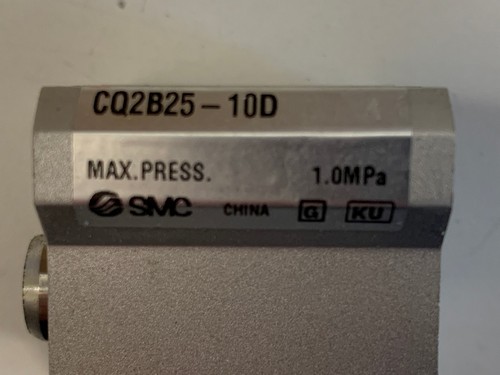 CQ2B25-10D
MAX.PRESS. 1.0MPa
SMC CHINA G KU